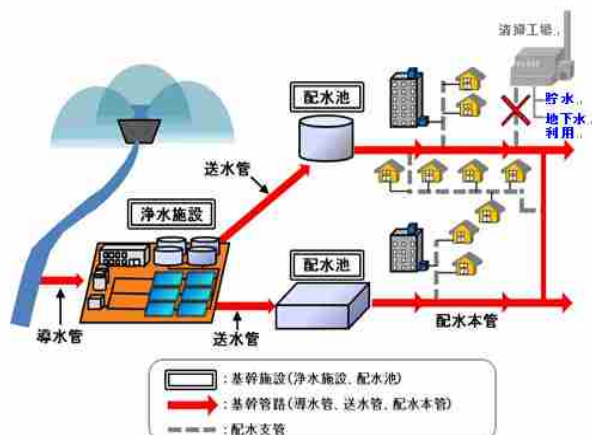 清掃工場
貯水
地下水
利用
配水池
送水管
浄水施設
配水池
導水管
送水管
配水本管
：基幹施設(浄水施設、配水池)
：基幹管路(導水管、送水管、配水本管)
：配水支管